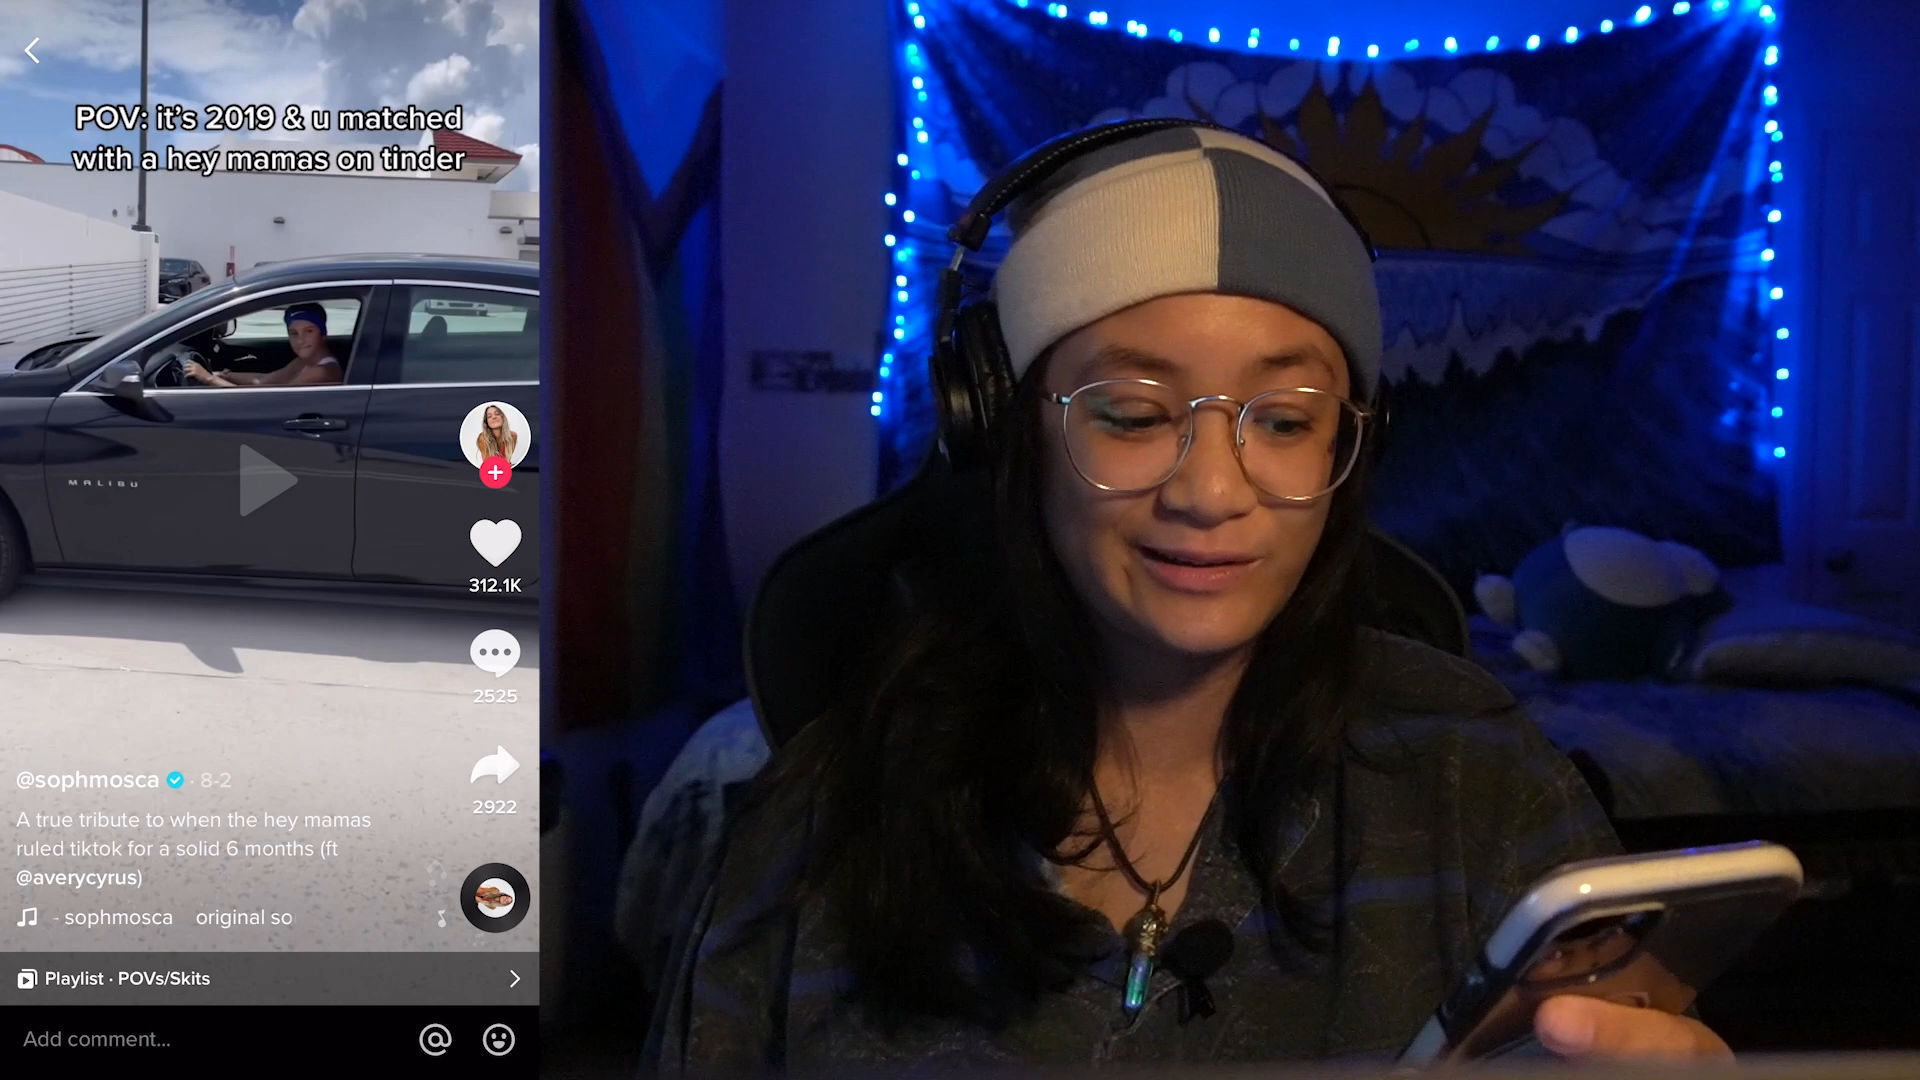 POV: it's 2019 & u matched
with a hey mamas on tinder
MALIBU
312.1K
2525
@sophmosca · 8-2
2922
A true tribute to when the hey mamas
ruled tiktok for a solid 6 months (ft
@averycyrus)
- sophmosca original so
Playlist · POVs/Skits
Add comment...